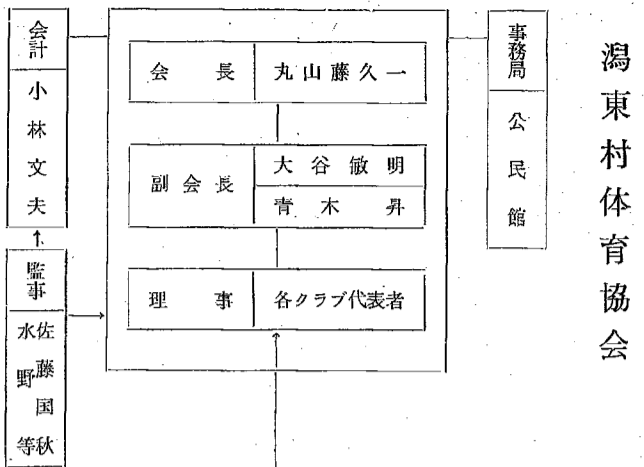 潟東村体育協会
事務局
公民館
会長 丸山藤久一
副会長 大谷敏明
青木昇
理事 各クラブ代表者
会計
小林文夫
監事
佐藤国秋
水野等